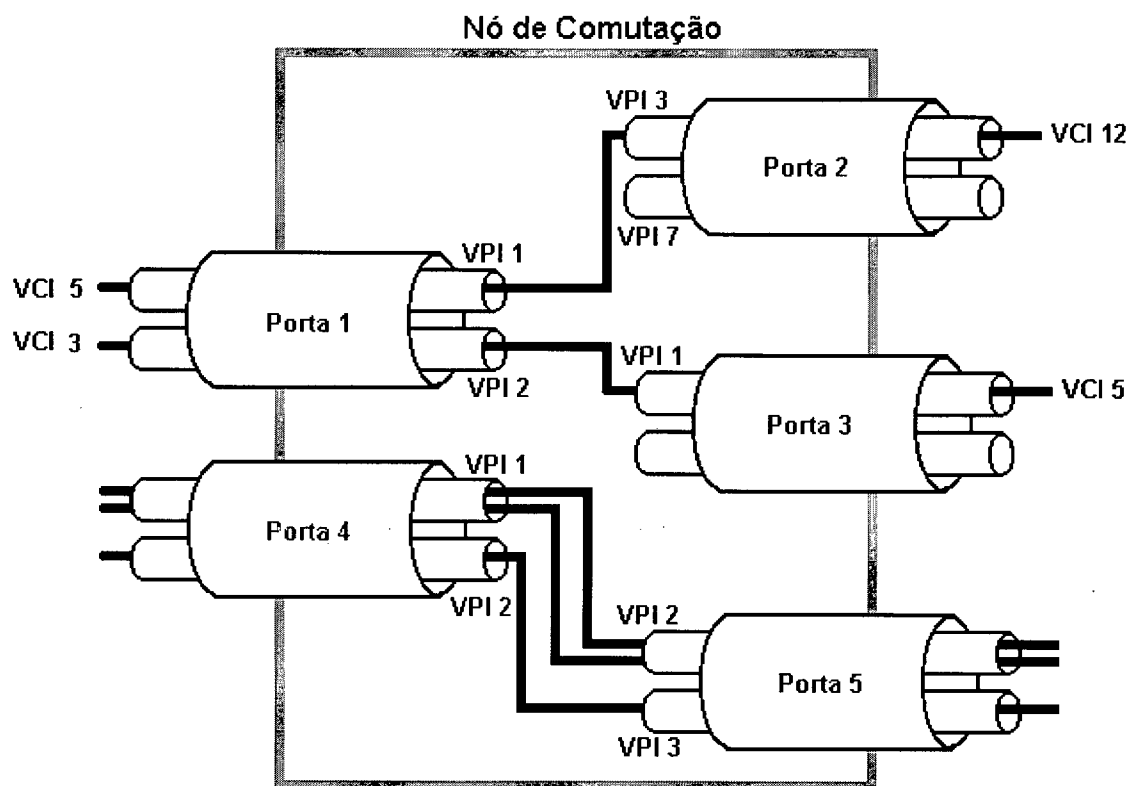 Nó de Comutação
VPI 3
VCI 12
Porta 2
VPI 7
VPI 1
VCI 5
Porta 1
VCI 3
VPI 2
VPI 1
VCI 5
Porta 3
VPI 1
Porta 4
VPI 2
VPI 2
Porta 5
VPI 3